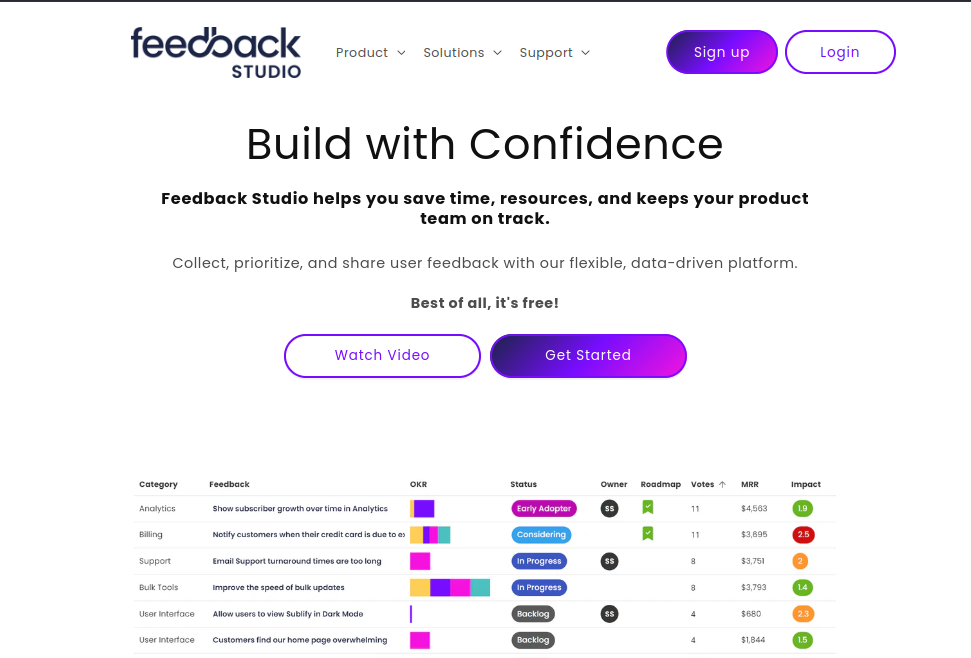 feedback
STUDIO
Product Solutions Support Sign up Login
Build with Confidence
Feedback Studio helps you save time, resources, and keeps your product
team on track.
Collect, prioritize, and share user feedback with our flexible, data-driven platform.
Best of all, it's free!
Watch Video Get Started
Category Feedback OKR Status Owner Roadmap Votes ↑ MRR Impact
Analytics Show subscriber growth over time in Analytics Early Adopter SS 11 $4,563 1.9
Billing Notify customers when their credit card is due to Considering 11 $3,695 2.5
Support Email Support turnaround times are too long In Progress SS 8 $3,751 2
Bulk Tools Improve the speed of bulk updates In Progress 8 $3,793 1.4
User Interface Allow users to view Sublify in Dark Mode Backlog SS 4 $680 2.3
User Interface Customers find our home page overwhelming Backlog 4 $1,844 1.5